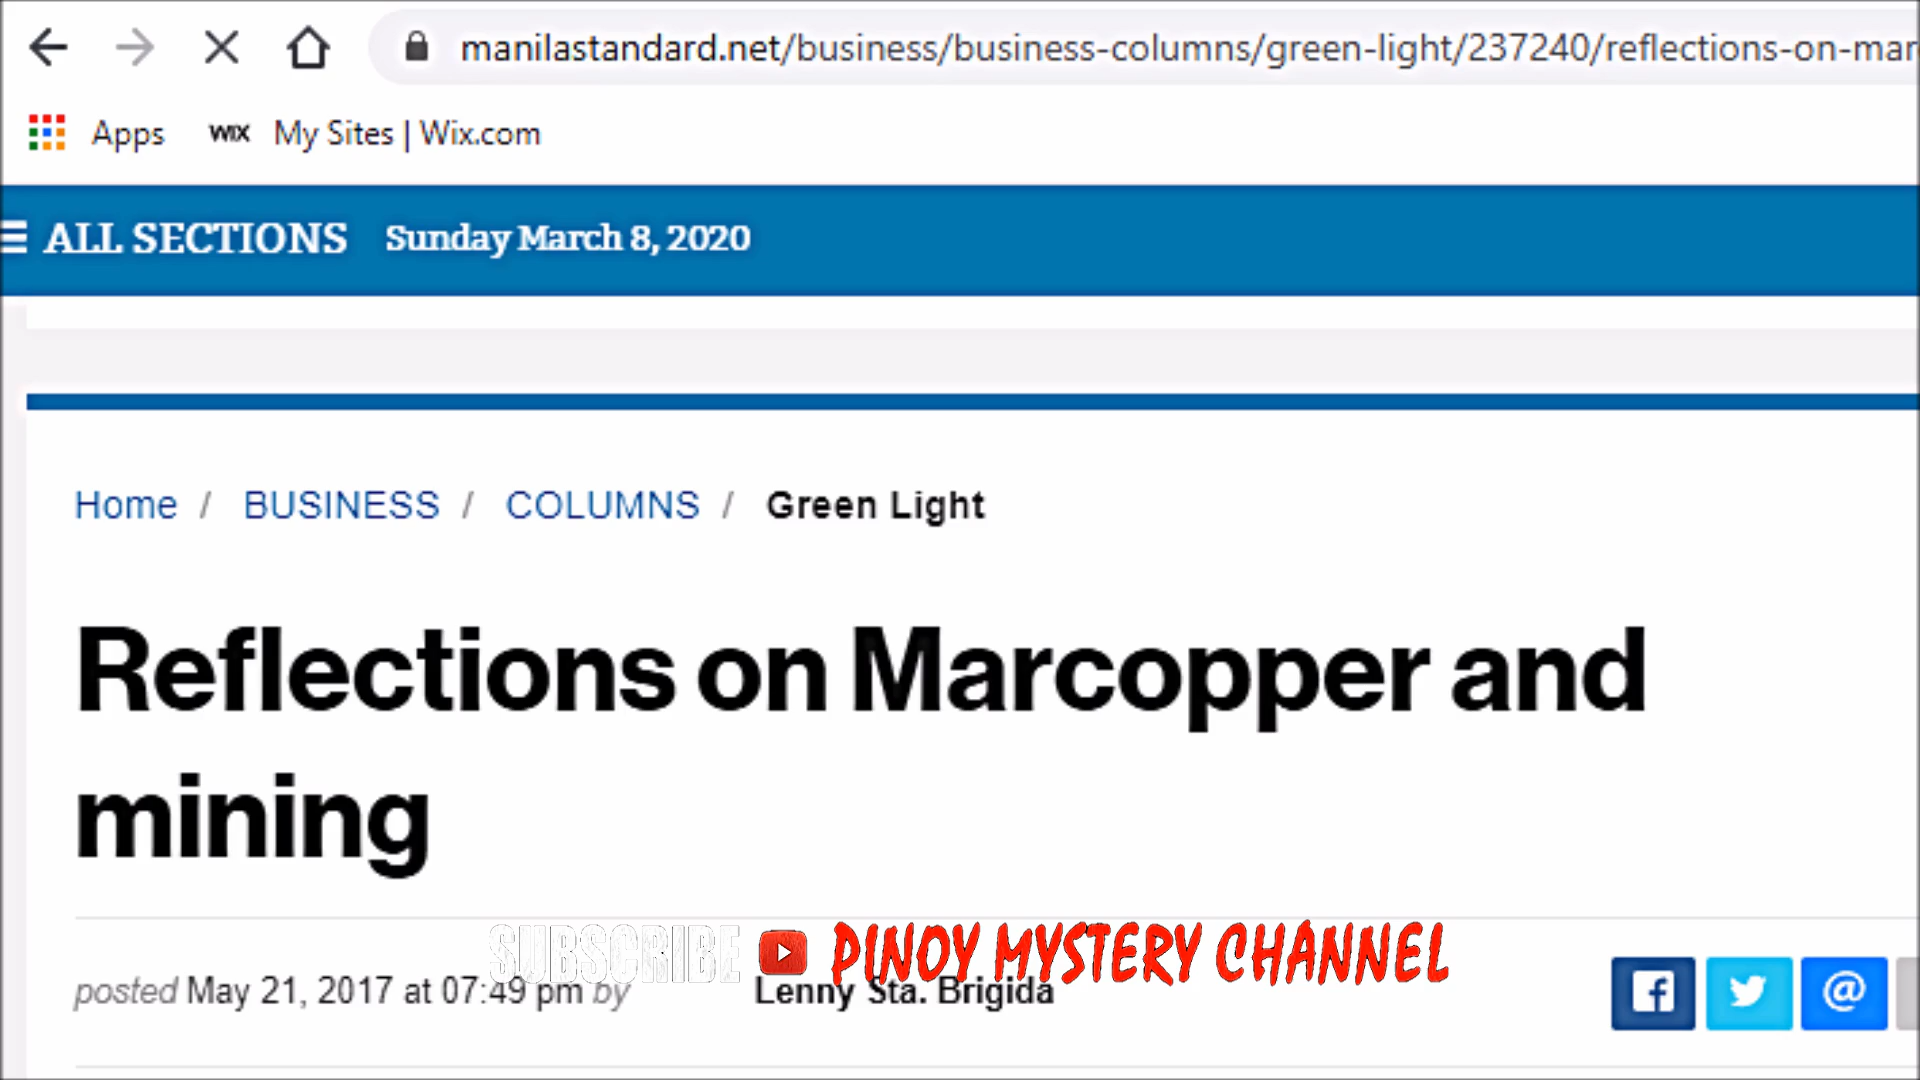 manilastandard.net/business/business-columns/green-light/237240/reflections-on-mar
Apps WIX My Sites | Wix.com
ALL SECTIONS Sunday March 8, 2020
Home / BUSINESS / COLUMNS / Green Light
Reflections on Marcopper and
mining
SUBSCRIBE PINOY MYSTERY CHANNEL
posted May 21, 2017 at 07:49 pm by Lenny Sta. Brigida